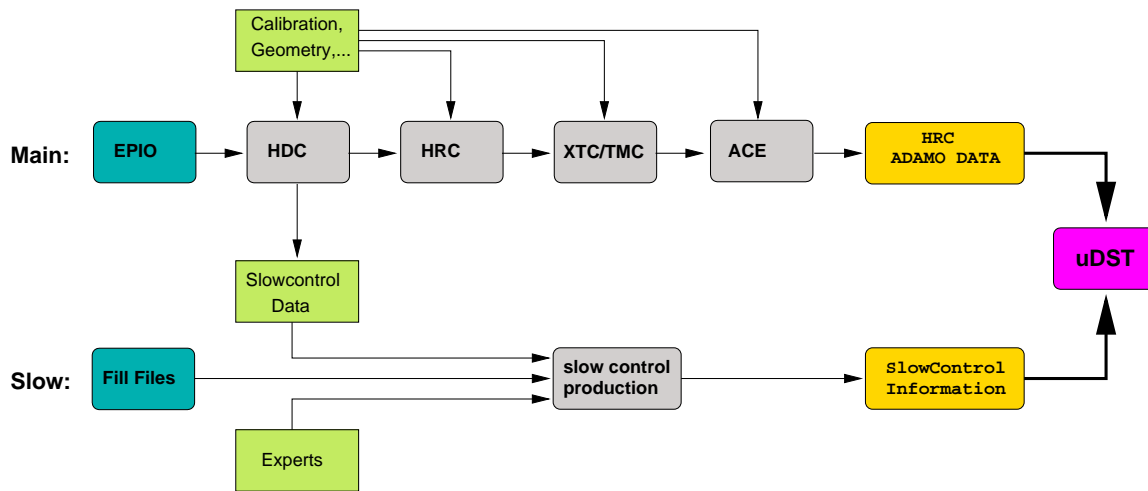 Calibration,
Geometry,...
Main:
EPIO
HDC
HRC
XTC/TMC
ACE
HRC
ADAMO DATA
uDST
Slowcontrol
Data
Slow:
Fill Files
slow control
production
SlowControl
Information
Experts